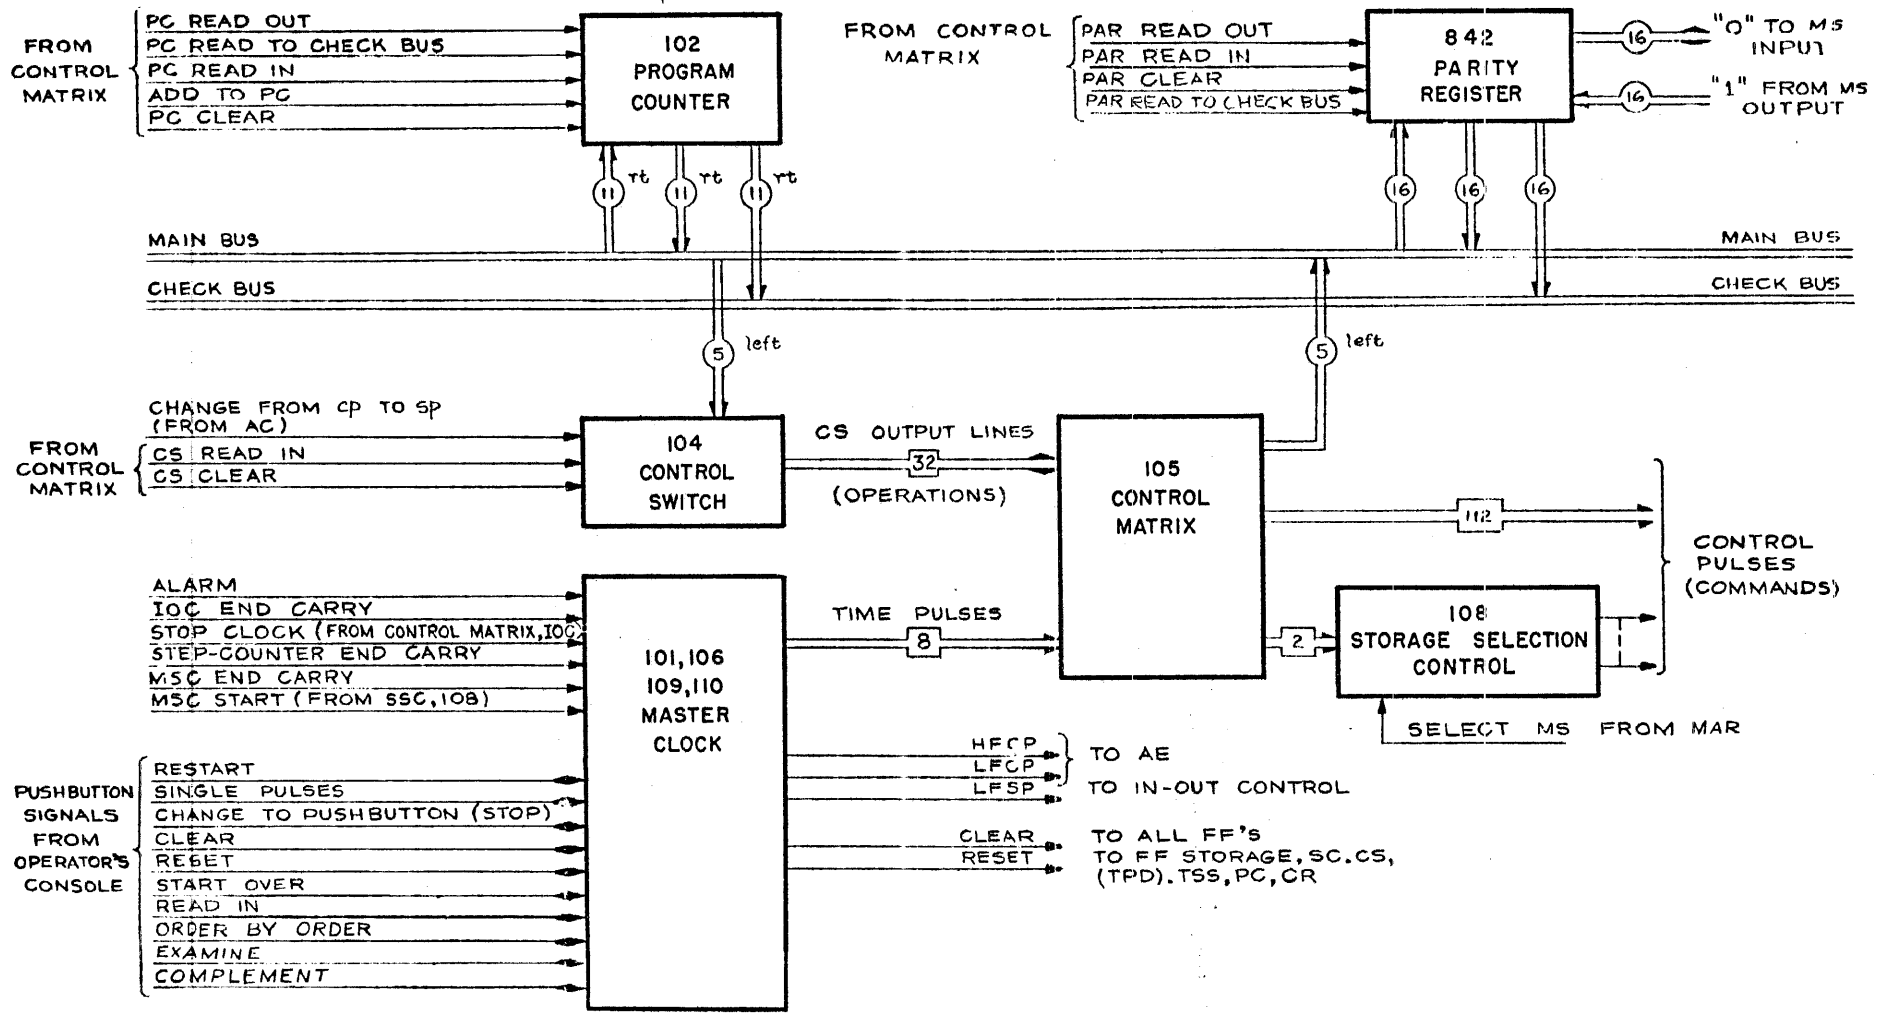 FROM
CONTROL
MATRIX
PC READ OUT
PC READ TO CHECK BUS
PC READ IN
ADD TO PC
PC CLEAR
102
PROGRAM
COUNTER
FROM CONTROL
MATRIX
PAR READ OUT
PAR READ IN
PAR CLEAR
PAR READ TO CHECK BUS
842
PARITY
REGISTER
16
"0" TO MS
INPUT
16
"1" FROM MS
OUTPUT
11 rt
11 rt
11 rt
16
16
16
MAIN BUS
MAIN BUS
CHECK BUS
CHECK BUS
5 left
5 left
CHANGE FROM CP TO SP
(FROM AC)
FROM
CONTROL
MATRIX
CS READ IN
CS CLEAR
104
CONTROL
SWITCH
CS OUTPUT LINES
32
(OPERATIONS)
105
CONTROL
MATRIX
112
CONTROL
PULSES
(COMMANDS)
ALARM
IOC END CARRY
STOP CLOCK (FROM CONTROL MATRIX, IOC)
STEP-COUNTER END CARRY
MSC END CARRY
MSC START (FROM SSC, 108)
101, 106
109, 110
MASTER
CLOCK
TIME PULSES
8
2
108
STORAGE SELECTION
CONTROL
SELECT MS FROM MAR
HFCP
LFCP
TO AE
LFSP
TO IN-OUT CONTROL
CLEAR
TO ALL FF'S
RESET
TO FF STORAGE, SC.CS,
(TPD).TSS, PC, CR
PUSHBUTTON
SIGNALS
FROM
OPERATOR'S
CONSOLE
RESTART
SINGLE PULSES
CHANGE TO PUSHBUTTON (STOP)
CLEAR
RESET
START OVER
READ IN
ORDER BY ORDER
EXAMINE
COMPLEMENT